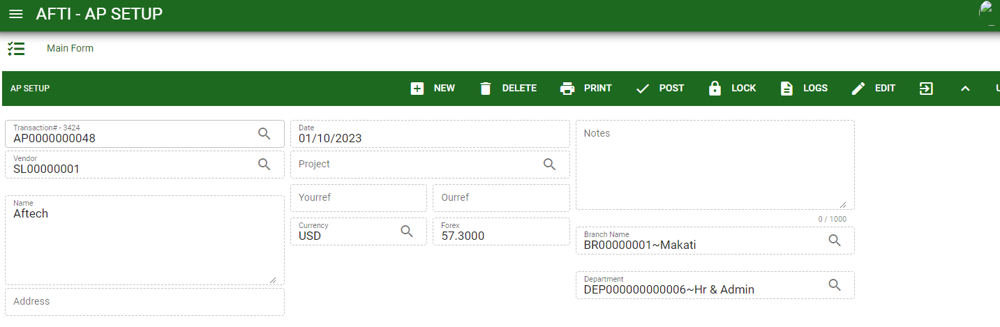 AFTI - AP SETUP
Main Form
AP SETUP NEW DELETE PRINT POST LOCK LOGS EDIT
Transaction# - 3424
AP0000000048
Date
01/10/2023
Notes
Vendor
SL00000001
Project
Name
Aftech
Yourref
Ourref
0 / 1000
Currency
USD
Forex
57.3000
Branch Name
BR00000001~Makati
Department
DEP000000000006~Hr & Admin
Address